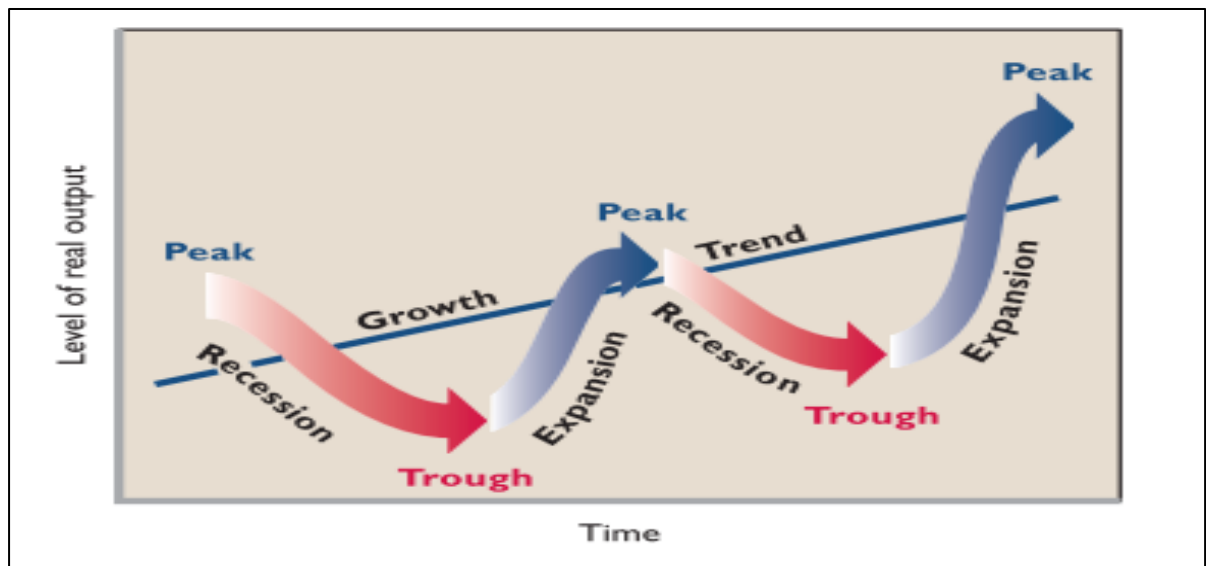 Peak
Peak
Trend
Peak
Growth
Recession
Expansion
Recession
Expansion
Trough
Trough
Level of real output
Time